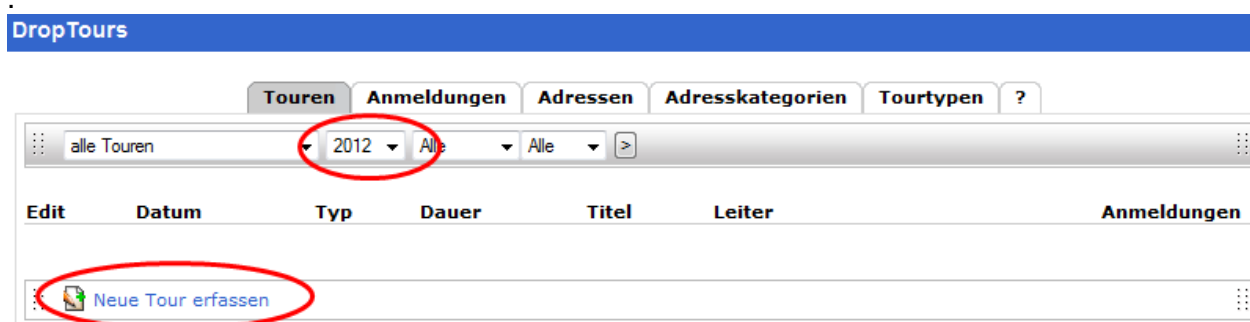 .
DropTours
Touren Anmeldungen Adressen Adresskategorien Tourtypen ?
alle Touren 2012 Alle Alle >
Edit Datum Typ Dauer Titel Leiter Anmeldungen
Neue Tour erfassen